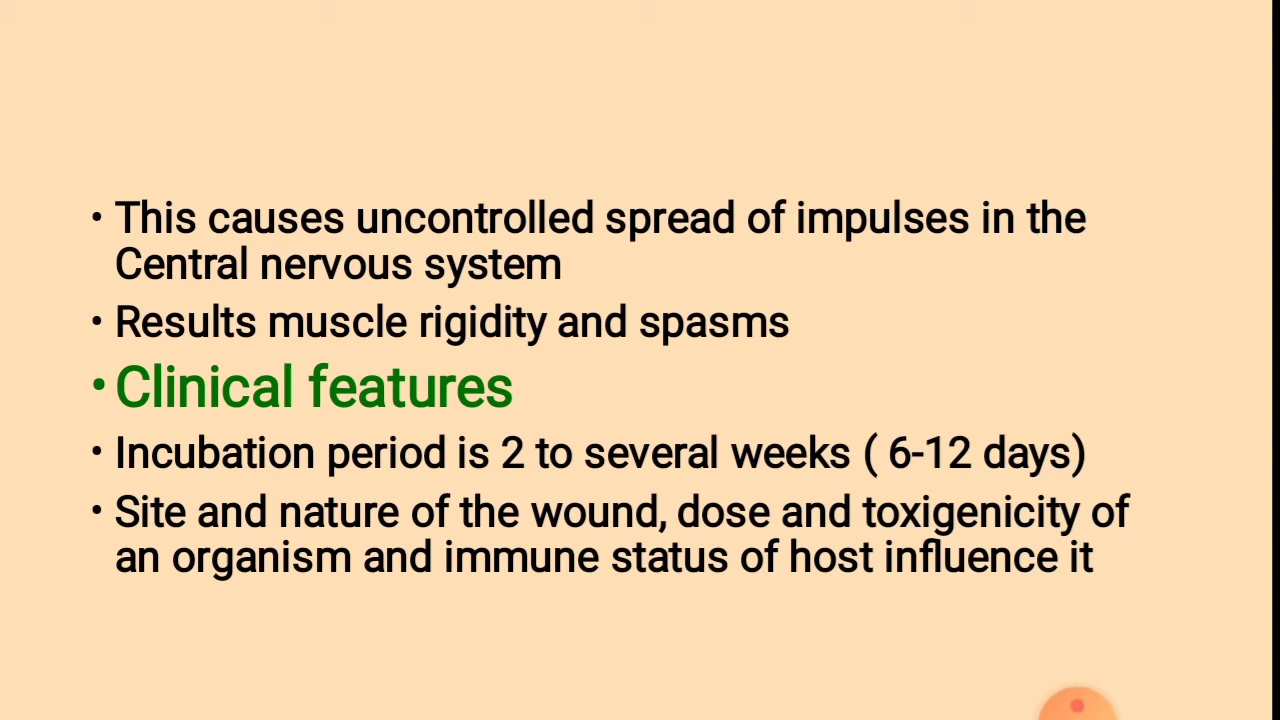 • This causes uncontrolled spread of impulses in the
Central nervous system
• Results muscle rigidity and spasms
• Clinical features
• Incubation period is 2 to several weeks ( 6-12 days)
• Site and nature of the wound, dose and toxigenicity of
an organism and immune status of host influence it